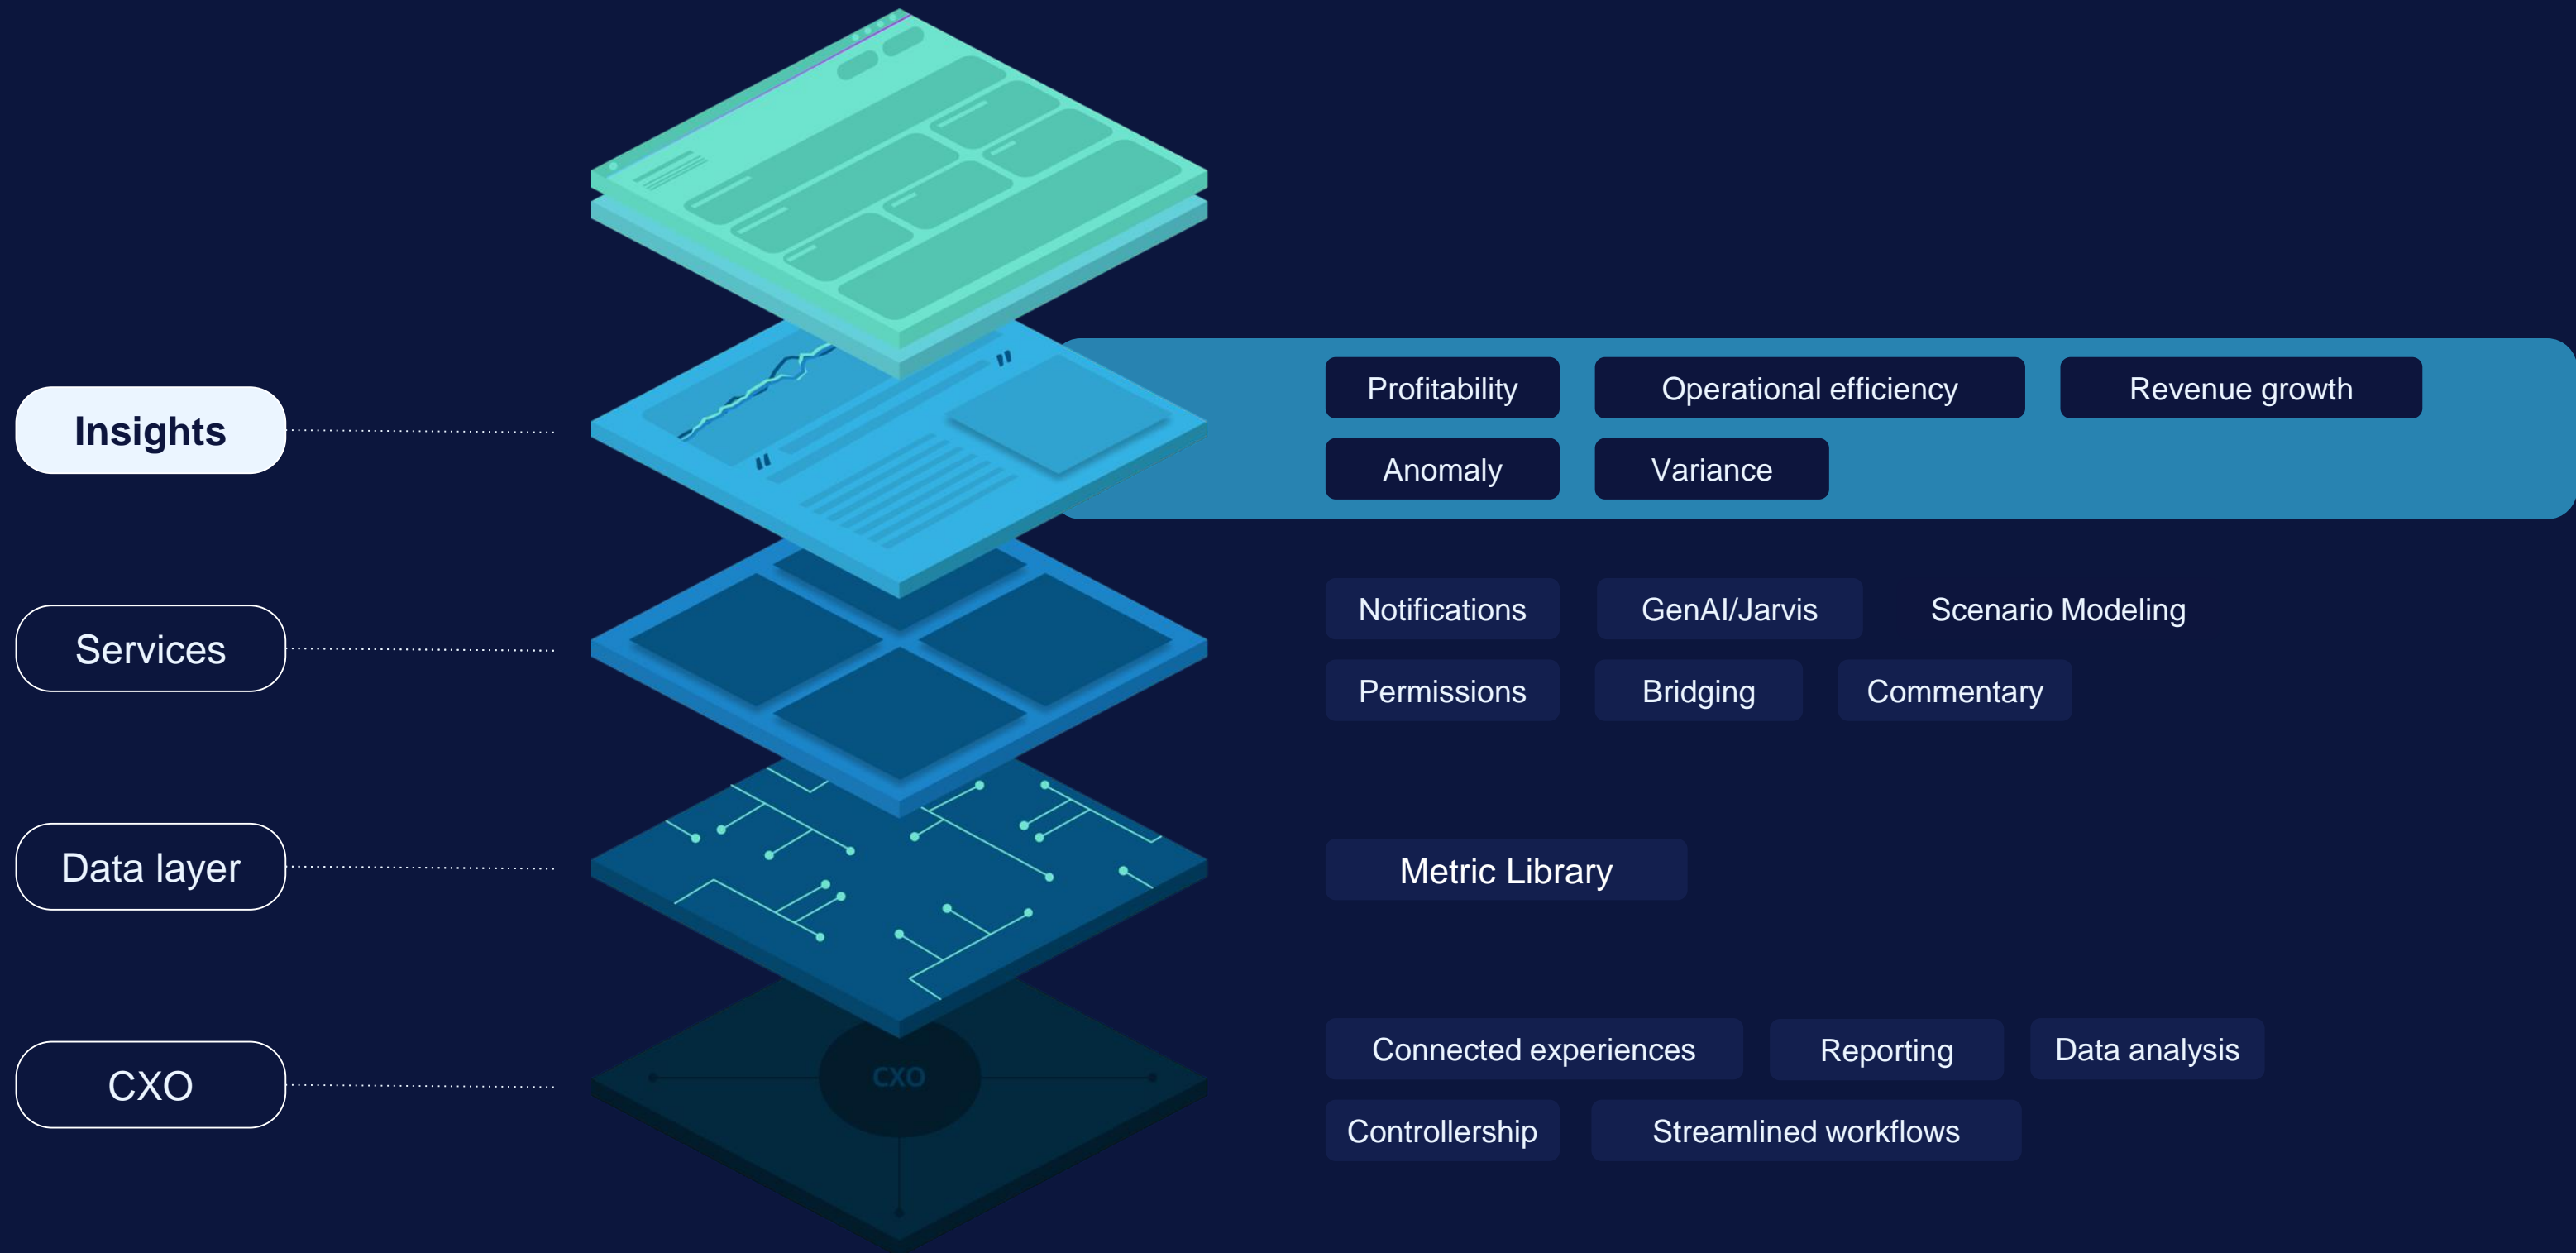 Insights
Profitability
Operational efficiency
Revenue growth
Anomaly
Variance
Services
Notifications
GenAI/Jarvis
Scenario Modeling
Permissions
Bridging
Commentary
Data layer
Metric Library
CXO
CXO
Connected experiences
Reporting
Data analysis
Controllership
Streamlined workflows